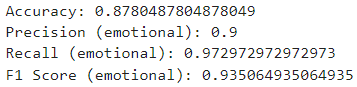 Accuracy: 0.8780487804878049
Precision (emotional): 0.9
Recall (emotional): 0.972972972972973
F1 Score (emotional): 0.935064935064935